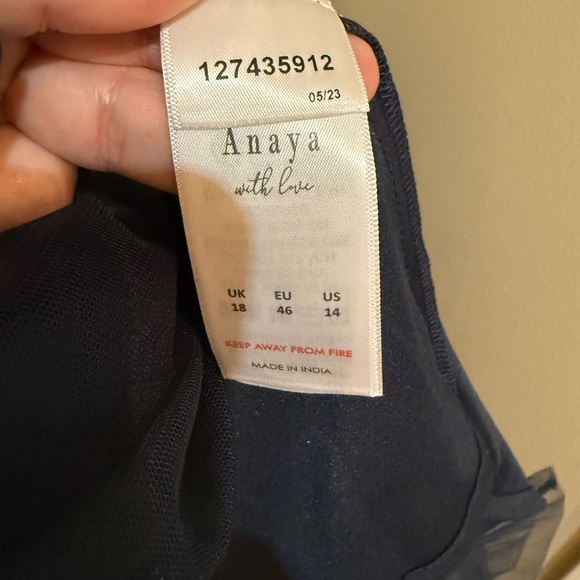 127435912
05/23
Anaya
with love
UK EU US
18 46 14
KEEP AWAY FROM FIRE
MADE IN INDIA